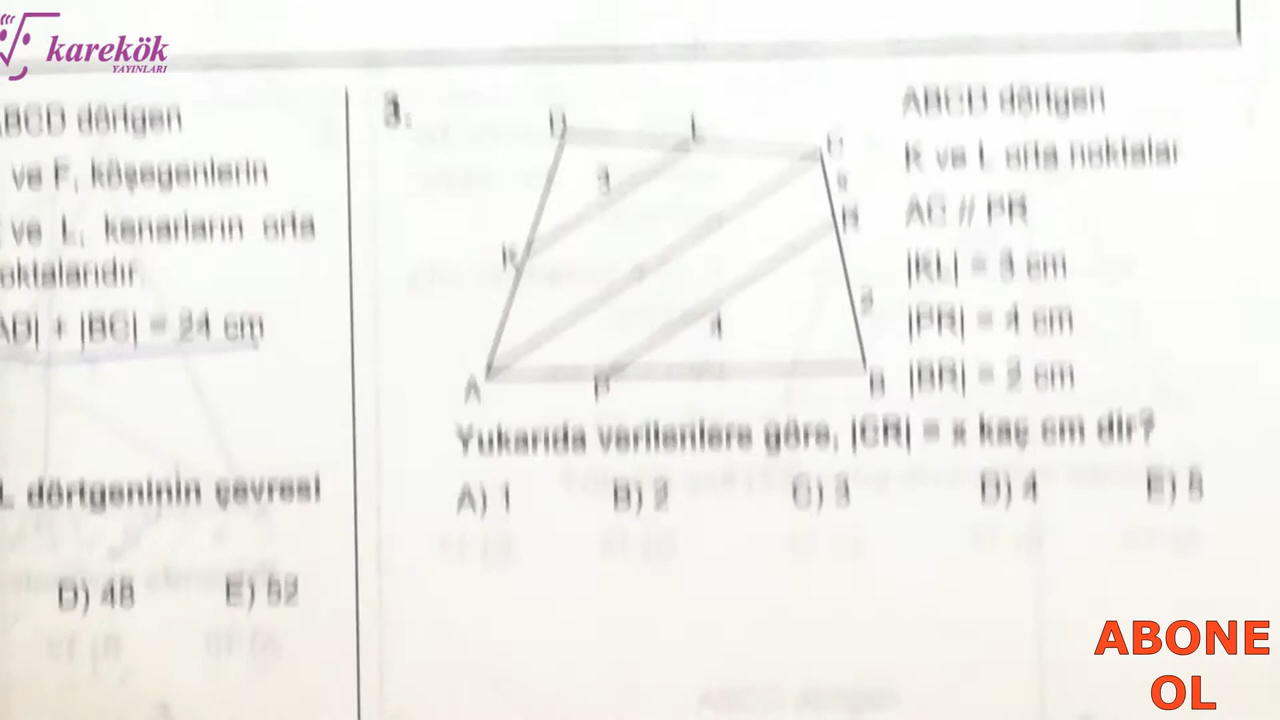 karekök
YAYINLARI
ABCD dörtgen
ve F, köşegenlerin
ve L, kenarların orta
oktalarıdır.
AD| + |BC| = 24 cm
L dörtgeninin çevresi
D) 48 E) 52
3.
D L C
3 x
K R
2
4
A P B
ABCD dörtgen
K ve L orta noktalar
AC // PR
|KL| = 3 cm
|PR| = 4 cm
|BR| = 2 cm
Yukarıda verilenlere göre, |CR| = x kaç cm dir?
A) 1 B) 2 C) 3 D) 4 E) 5
ABONE
OL